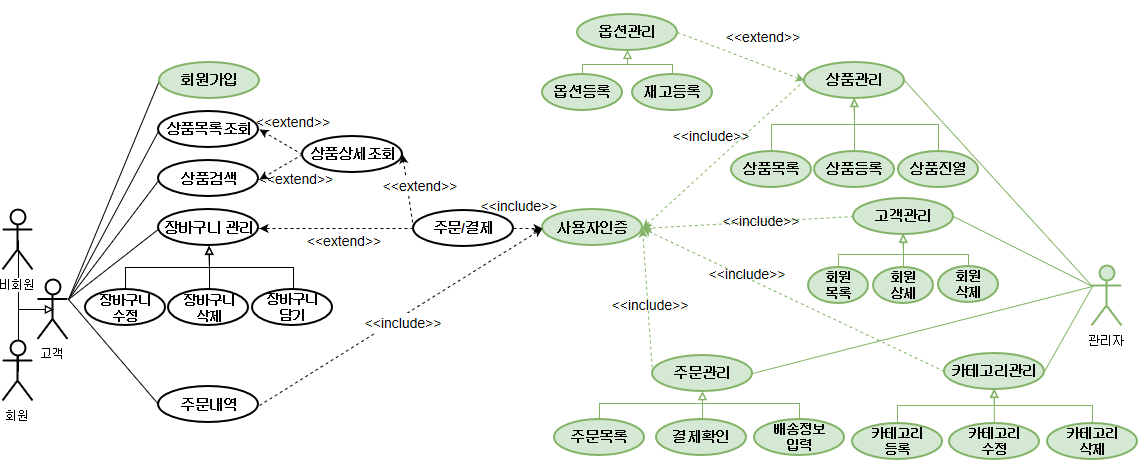 옵션관리
<<extend>>
회원가입
상품관리
옵션등록
재고등록
상품목록조회
<<extend>>
<<include>>
상품상세조회
상품목록
상품등록
상품진열
상품검색
<<extend>>
<<extend>>
<<include>>
장바구니 관리
주문/결제
사용자인증
<<include>>
고객관리
<<extend>>
비회원
<<include>>
회원
목록
회원
상세
회원
삭제
장바구니
수정
장바구니
삭제
장바구니
담기
<<include>>
<<include>>
고객
관리자
주문관리
카테고리관리
회원
주문내역
주문목록
결제확인
배송정보
입력
카테고리
등록
카테고리
수정
카테고리
삭제